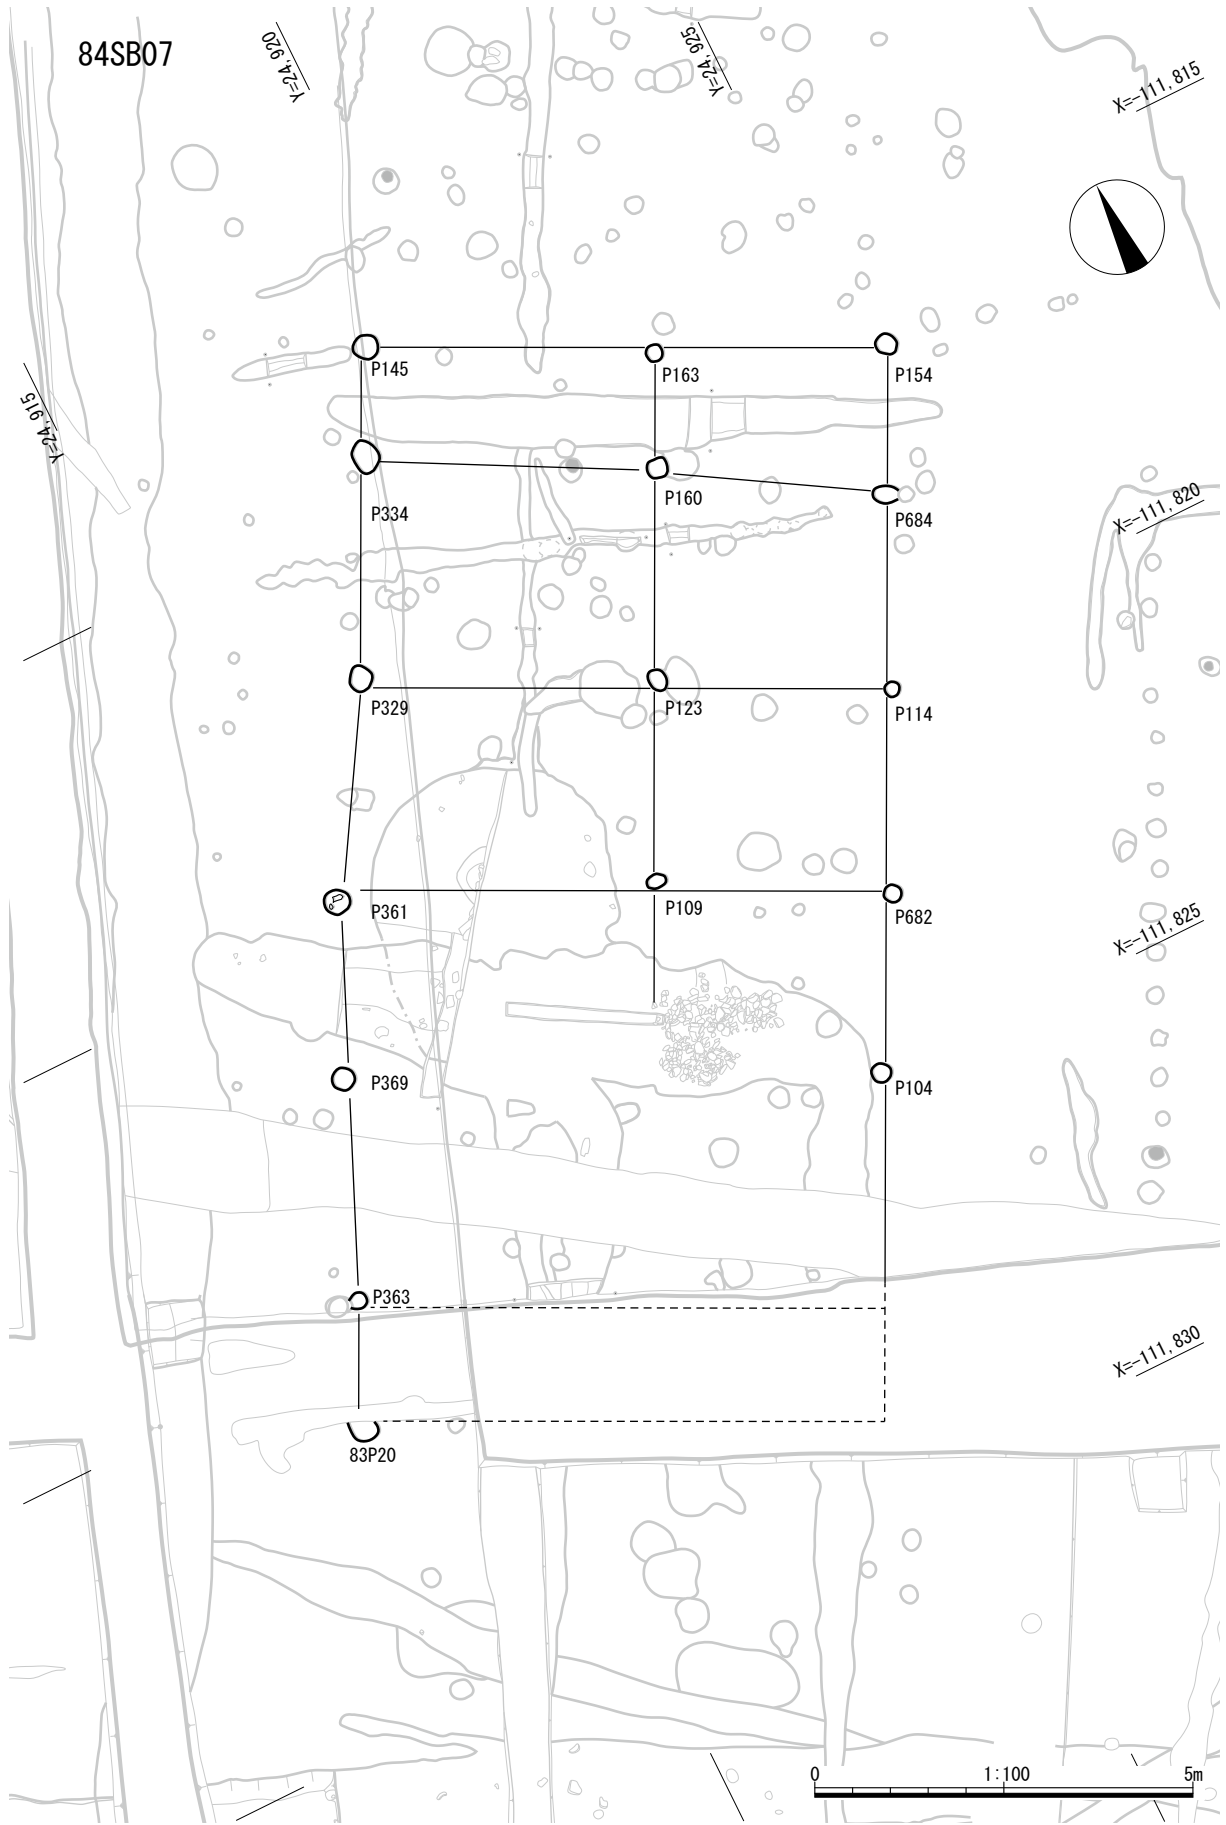 84SB07
Y=24,920
Y=24,925
X=-111,815
P145
P163
P154
Y=24,915
P334
P160
P684
X=-111,820
P329
P123
P114
P361
P109
P682
X=-111,825
P369
P104
P363
X=-111,830
83P20
0
1:100
5m